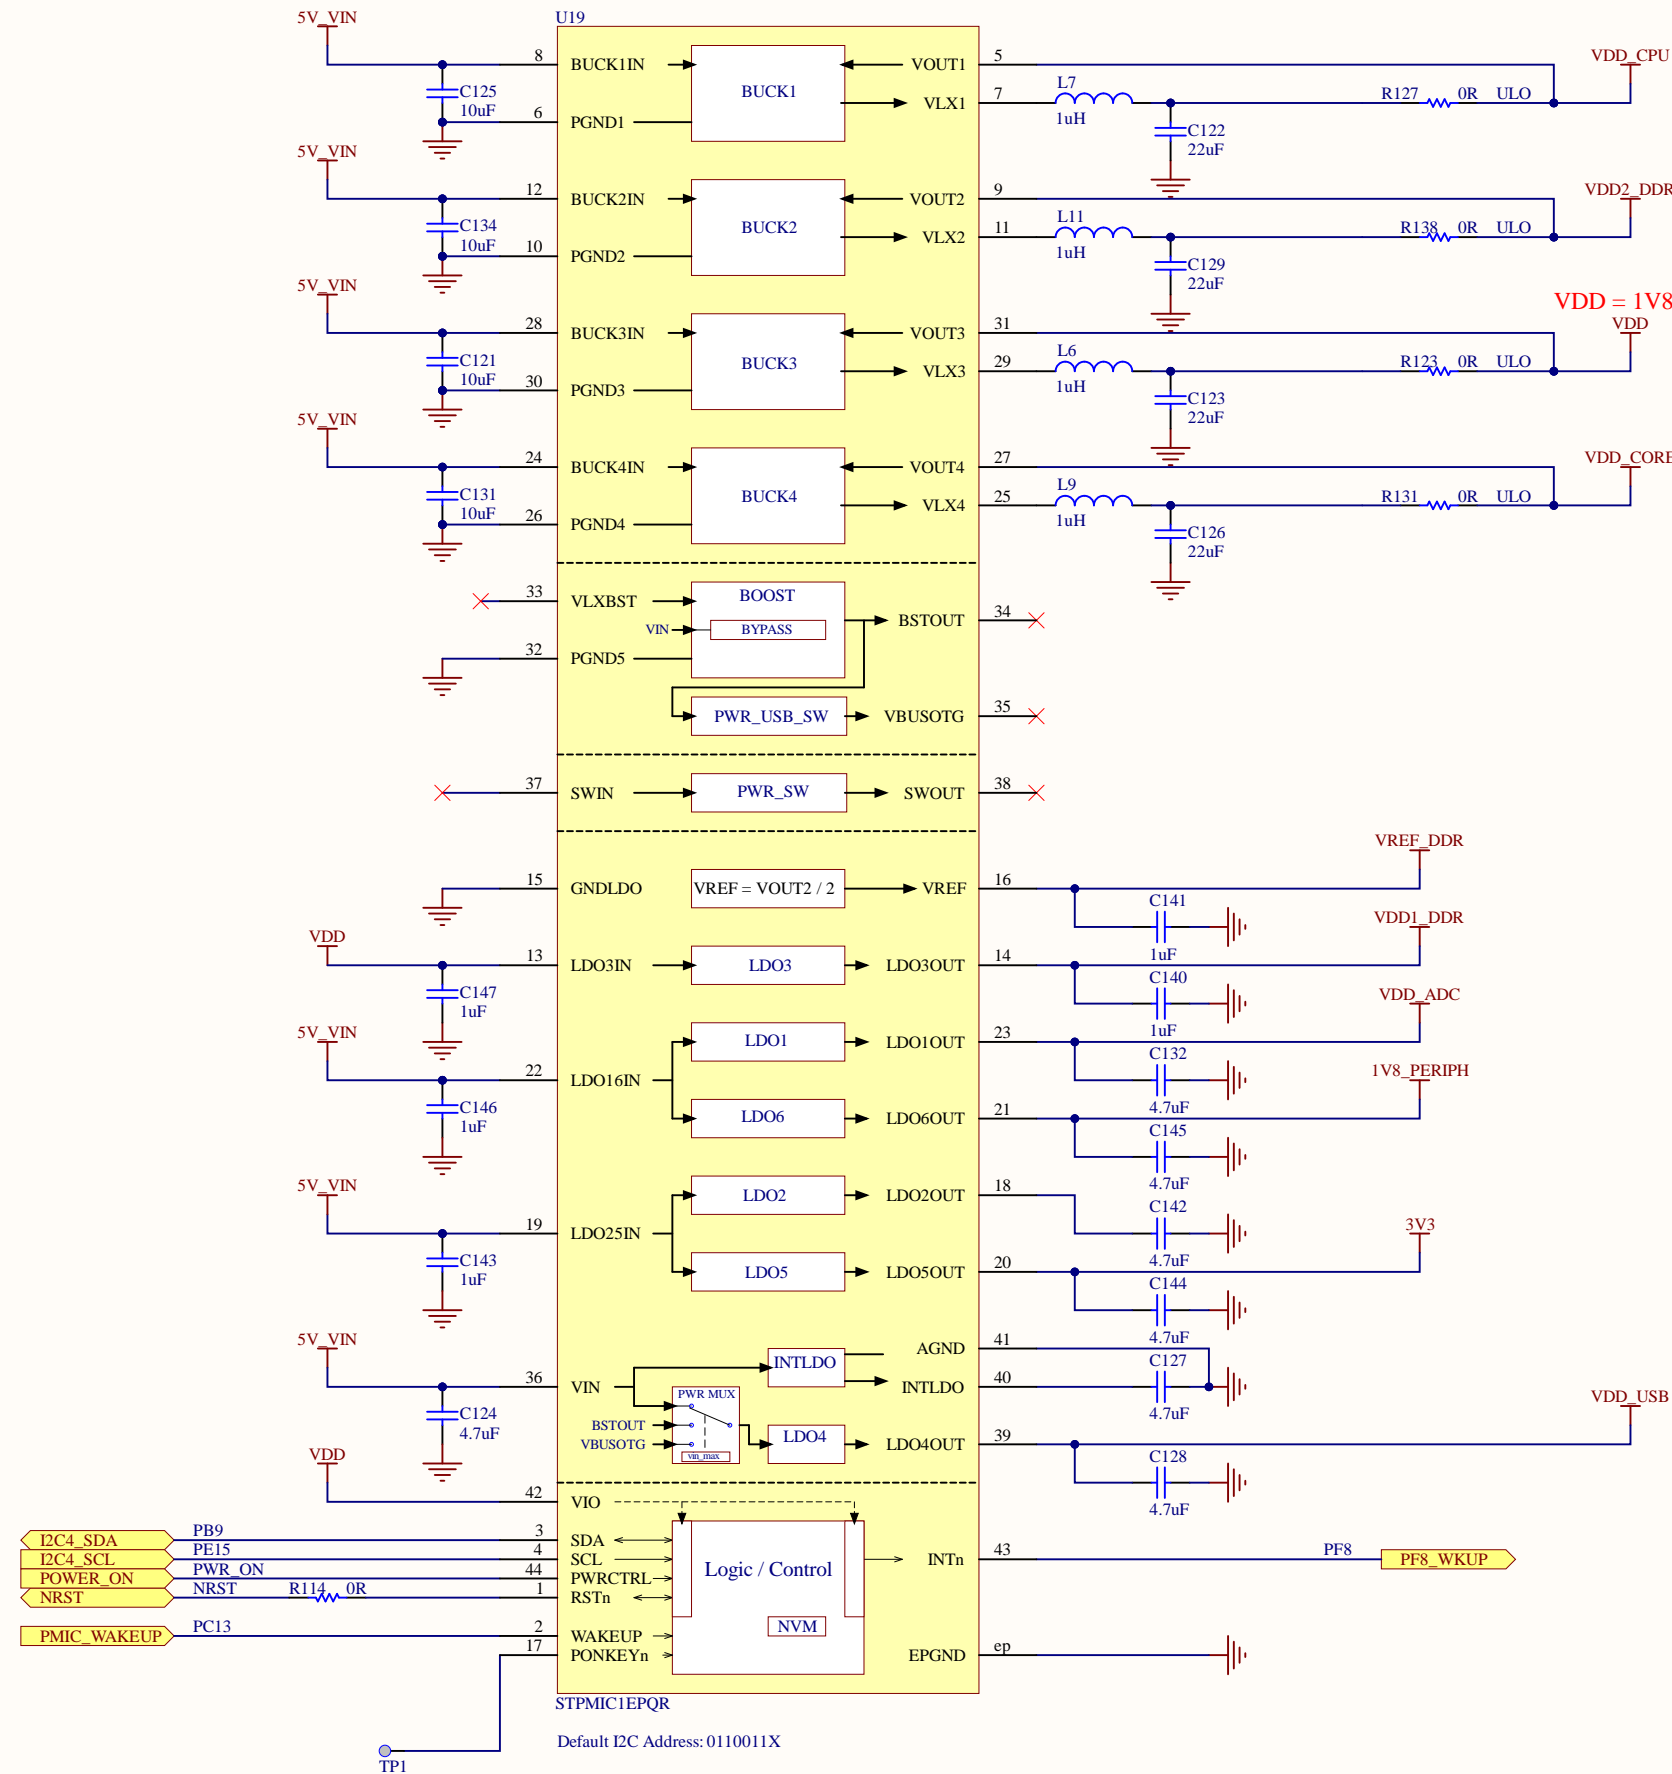 U19
5V_VIN
8 BUCK1IN VOUT1 5
VDD_CPU
C125
10uF
BUCK1
6 PGND1
VLX1 7
L7
1uH
C122
22uF
R127 0R ULO
5V_VIN
12 BUCK2IN VOUT2 9
VDD2_DDR
C134
10uF
BUCK2
10 PGND2
VLX2 11
L11
1uH
C129
22uF
R138 0R ULO
5V_VIN
28 BUCK3IN VOUT3 31
VDD = 1V8
VDD
C121
10uF
BUCK3
30 PGND3
VLX3 29
L6
1uH
C123
22uF
R123 0R ULO
5V_VIN
24 BUCK4IN VOUT4 27
VDD_CORE
C131
10uF
BUCK4
26 PGND4
VLX4 25
L9
1uH
C126
22uF
R131 0R ULO
33 VLXBST BOOST
VIN BYPASS
BSTOUT 34
32 PGND5
PWR_USB_SW VBUSOTG 35
37 SWIN PWR_SW SWOUT 38
15 GNDLDO VREF = VOUT2 / 2 VREF 16
VREF_DDR
C141
1uF
VDD
13 LDO3IN LDO3 LDO3OUT 14
VDD1_DDR
C147
1uF
C140
1uF
5V_VIN
LDO1 LDO1OUT 23
VDD_ADC
22 LDO16IN
C146
1uF
C132
4.7uF
LDO6 LDO6OUT 21
1V8_PERIPH
C145
4.7uF
5V_VIN
LDO2 LDO2OUT 18
19 LDO25IN
C143
1uF
C142
4.7uF
LDO5 LDO5OUT 20
3V3
C144
4.7uF
5V_VIN
36 VIN
C124
4.7uF
INTLDO
AGND 41
INTLDO 40
C127
4.7uF
PWR MUX
BSTOUT
VBUSOTG
vin_max
LDO4 LDO4OUT 39
VDD_USB
C128
4.7uF
VDD
42 VIO
I2C4_SDA PB9 3 SDA
I2C4_SCL PE15 4 SCL
POWER_ON PWR_ON 44 PWRCTRL
NRST NRST R114 0R 1 RSTn
PMIC_WAKEUP PC13 2 WAKEUP
17 PONKEYn
Logic / Control
NVM
INTn 43 PF8 PF8_WKUP
EPGND ep
STPMIC1EPQR
Default I2C Address: 0110011X
TP1